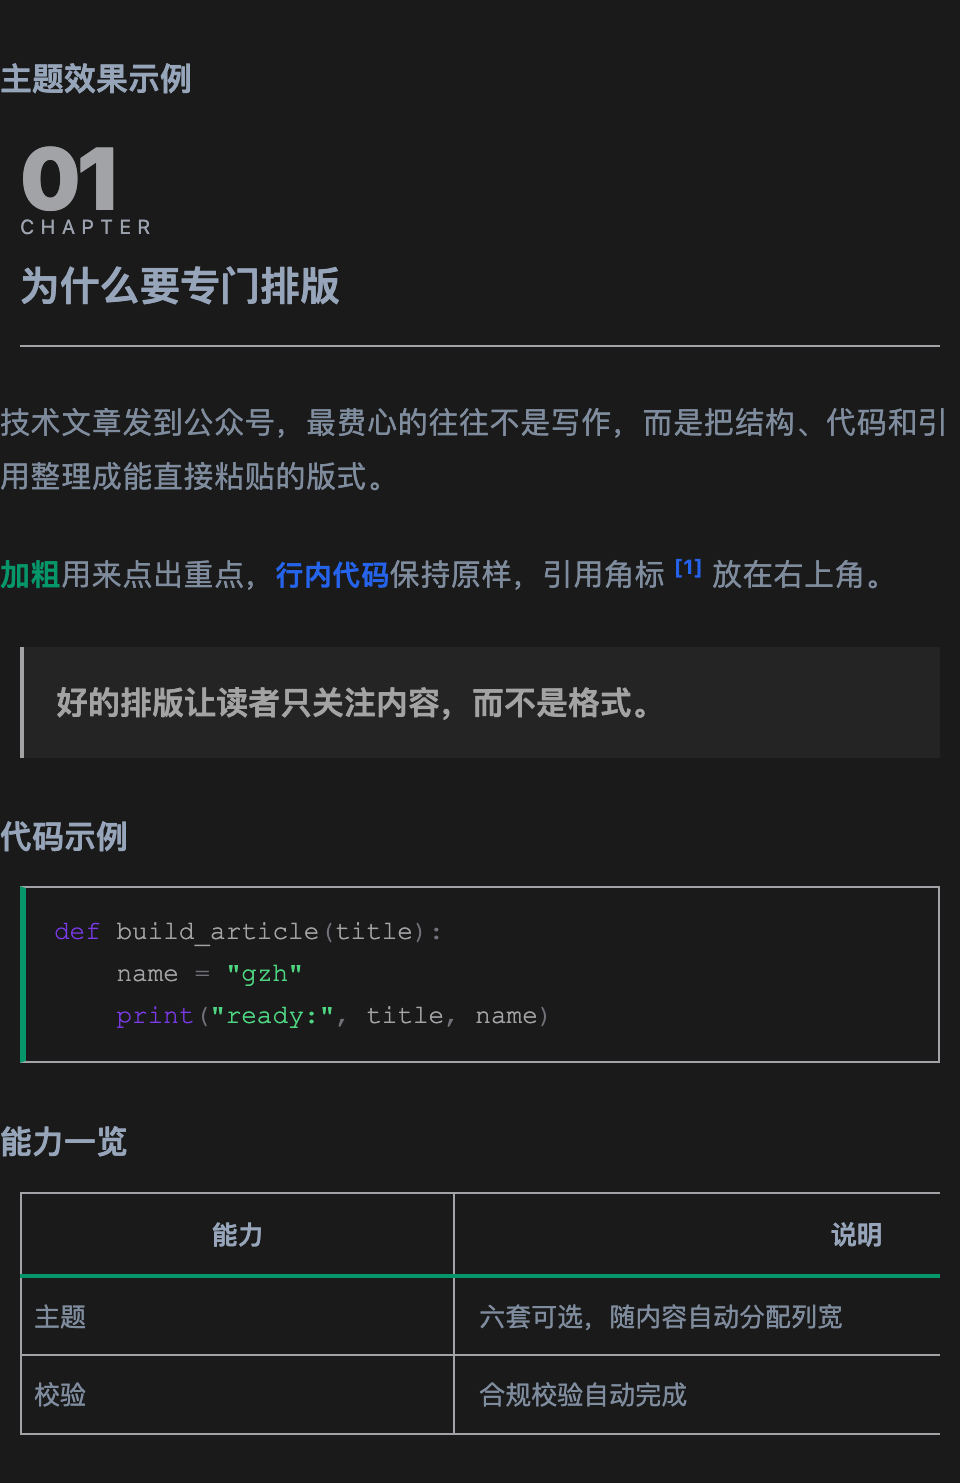 主题效果示例
01
CHAPTER
为什么要专门排版
技术文章发到公众号，最费心的往往不是写作，而是把结构、代码和引
用整理成能直接粘贴的版式。
加粗用来点出重点，行内代码保持原样，引用角标 [1] 放在右上角。
好的排版让读者只关注内容，而不是格式。
代码示例
def build_article(title):
    name = "gzh"
    print("ready:", title, name)
能力一览
能力 说明
主题 六套可选，随内容自动分配列宽
校验 合规校验自动完成